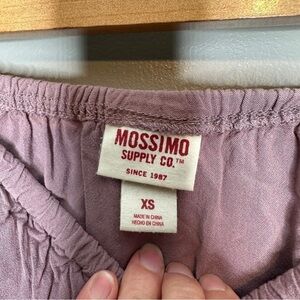 MOSSIMO
SUPPLY CO.™
SINCE 1987
XS
MADE IN CHINA
HECHO EN CHINA